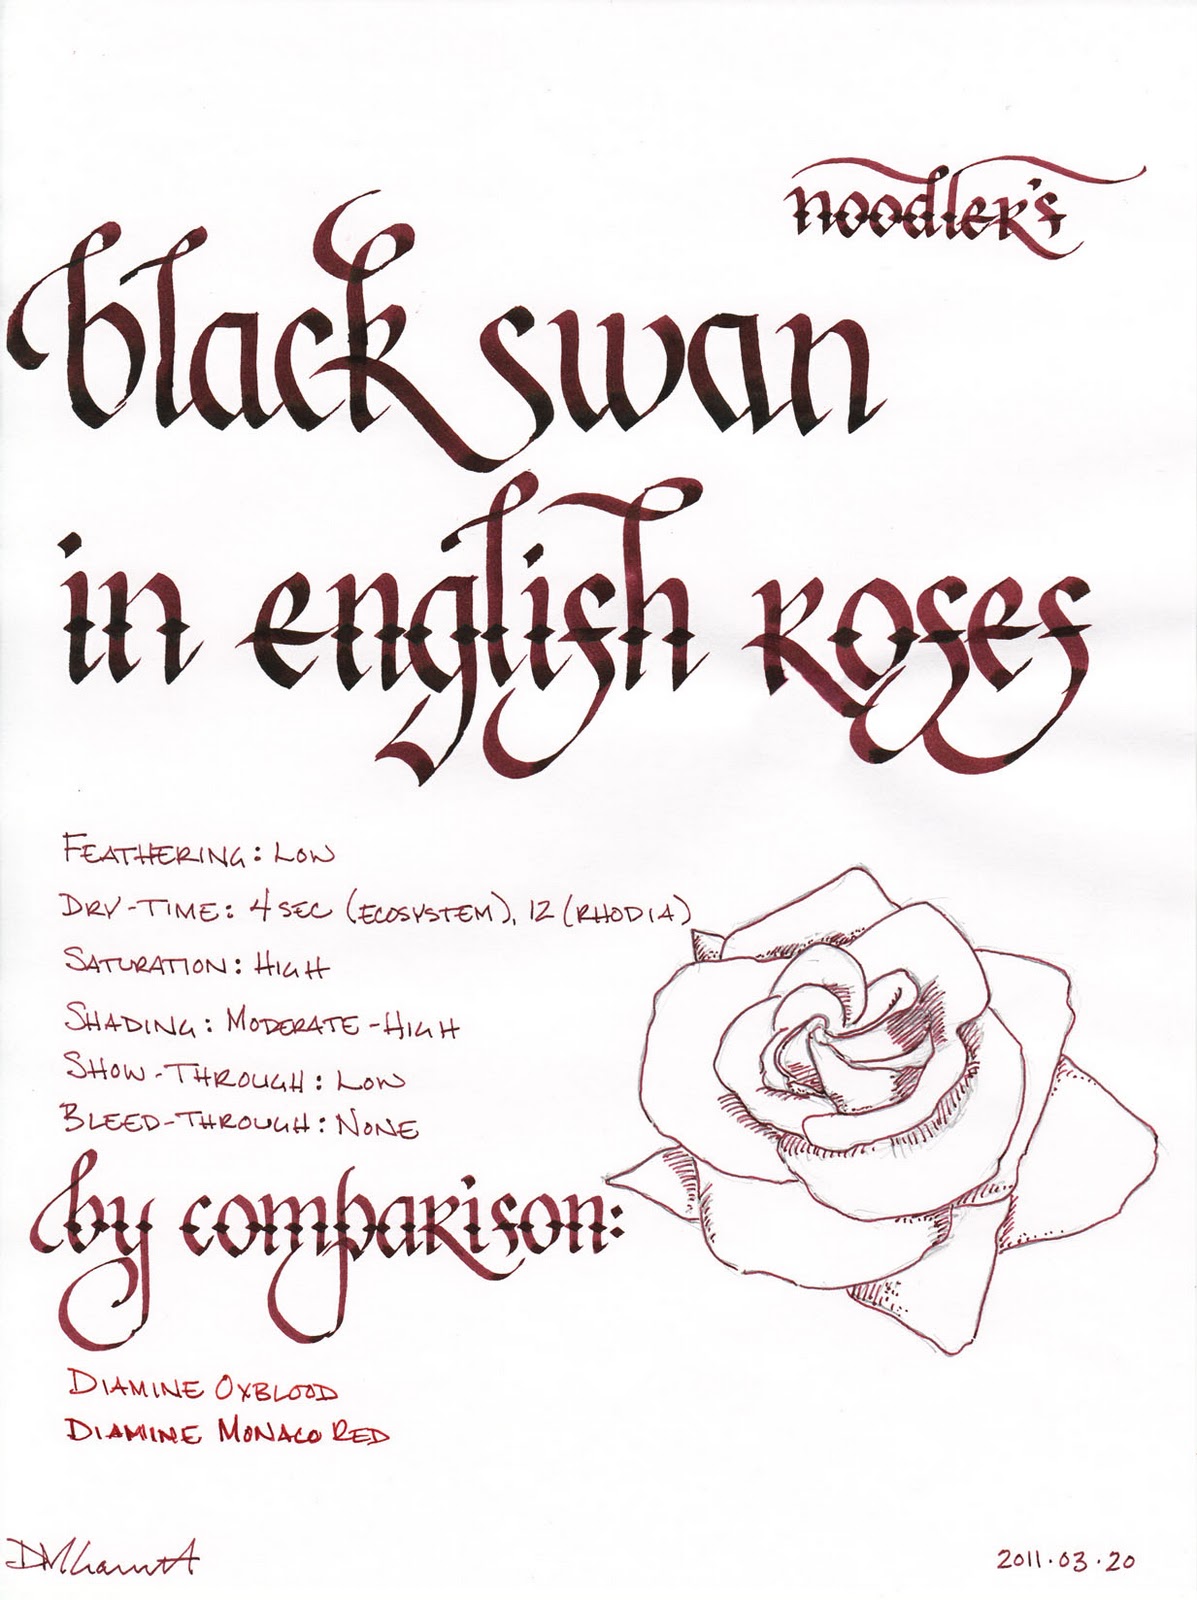 noodler's
black swan
in english roses
Feathering: Low
Dry-time: 4 sec (ecosystem), 12 (rhodia)
Saturation: High
Shading: Moderate-High
Show-through: Low
Bleed-through: None
by comparison:
Diamine Oxblood
Diamine Monaco Red
2011.03.20